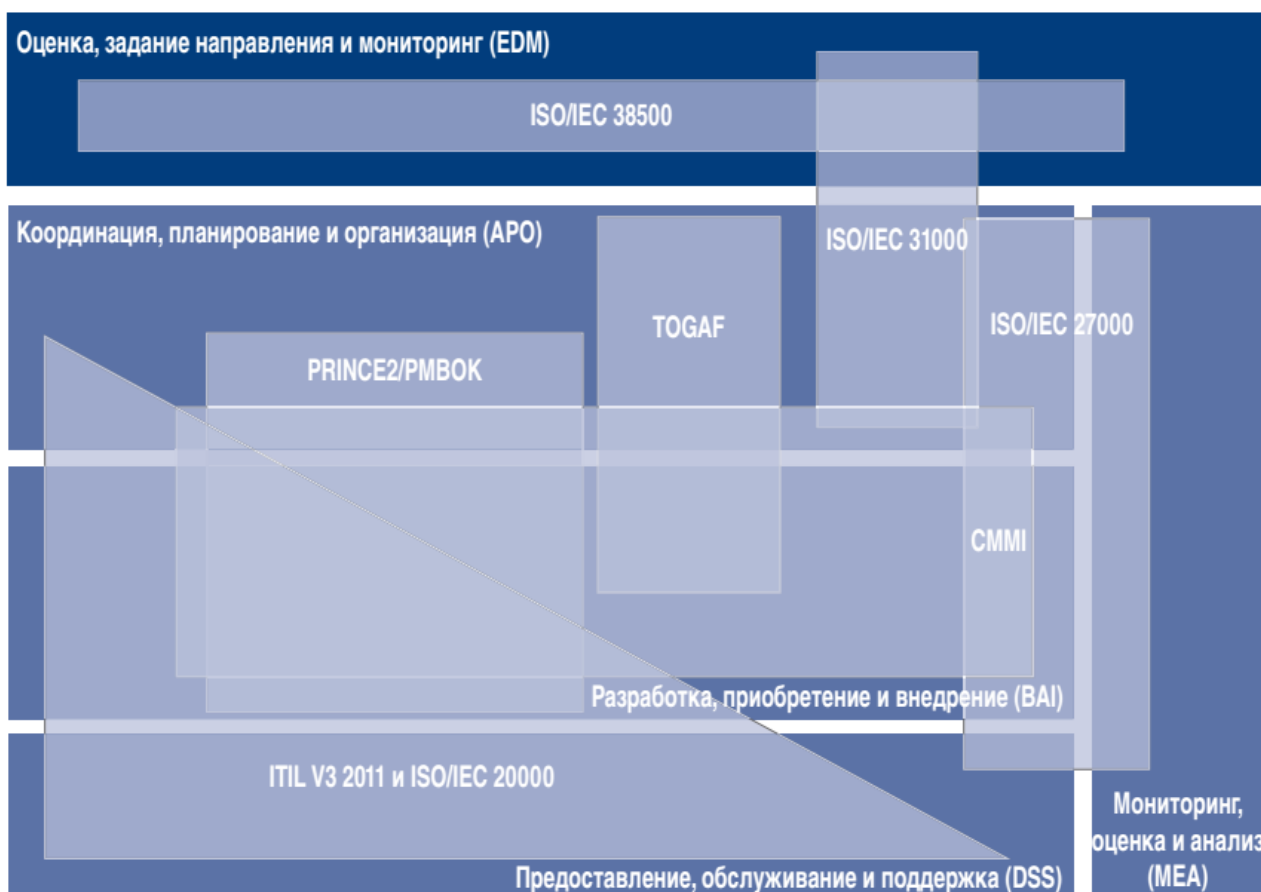 Оценка, задание направления и мониторинг (EDM)
ISO/IEC 38500
Координация, планирование и организация (APO)
ISO/IEC 31000
TOGAF
ISO/IEC 27000
PRINCE2/PMBOK
CMMI
Разработка, приобретение и внедрение (BAI)
ITIL V3 2011 и ISO/IEC 20000
Мониторинг,
оценка и анализ
(MEA)
Предоставление, обслуживание и поддержка (DSS)